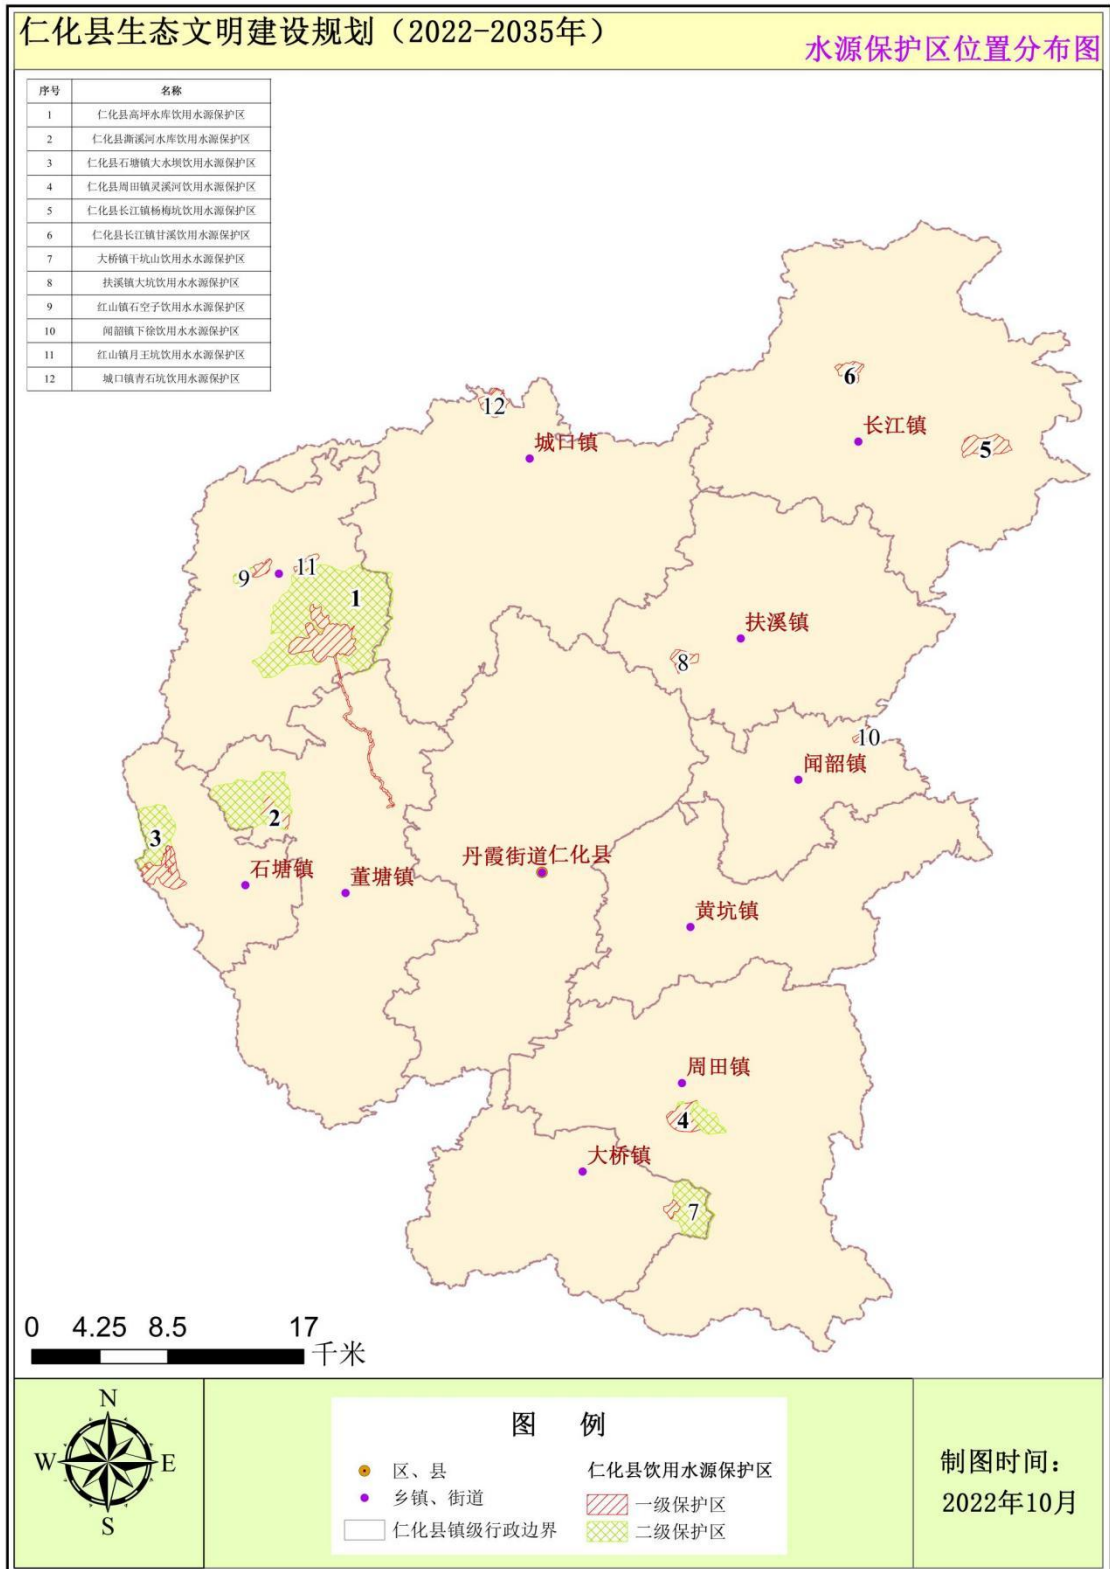 仁化县生态文明建设规划（2022-2035年）
水源保护区位置分布图
序号 名称
1 仁化县高坪水库饮用水源保护区
2 仁化县澌溪河水库饮用水源保护区
3 仁化县石塘镇大水坝饮用水源保护区
4 仁化县周田镇灵溪河饮用水源保护区
5 仁化县长江镇杨梅坑饮用水源保护区
6 仁化县长江镇甘溪饮用水源保护区
7 大桥镇干坑山饮用水水源保护区
8 扶溪镇大坑饮用水水源保护区
9 红山镇石空子饮用水水源保护区
10 闻韶镇下徐饮用水水源保护区
11 红山镇月王坑饮用水水源保护区
12 城口镇青石坑饮用水源保护区
6
12
长江镇
城口镇
5
9
11
1
扶溪镇
8
10
闻韶镇
2
3
丹霞街道
仁化县
石塘镇
董塘镇
黄坑镇
周田镇
4
大桥镇
7
0 4.25 8.5 17
千米
N
W E
S
图 例
区、县
乡镇、街道
仁化县镇级行政边界
仁化县饮用水源保护区
一级保护区
二级保护区
制图时间：
2022年10月